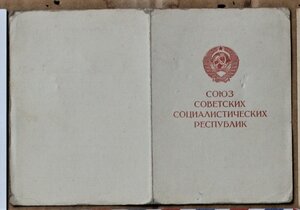 СОЮЗ
СОВЕТСКИХ
СОЦИАЛИСТИЧЕСКИХ
РЕСПУБЛИК